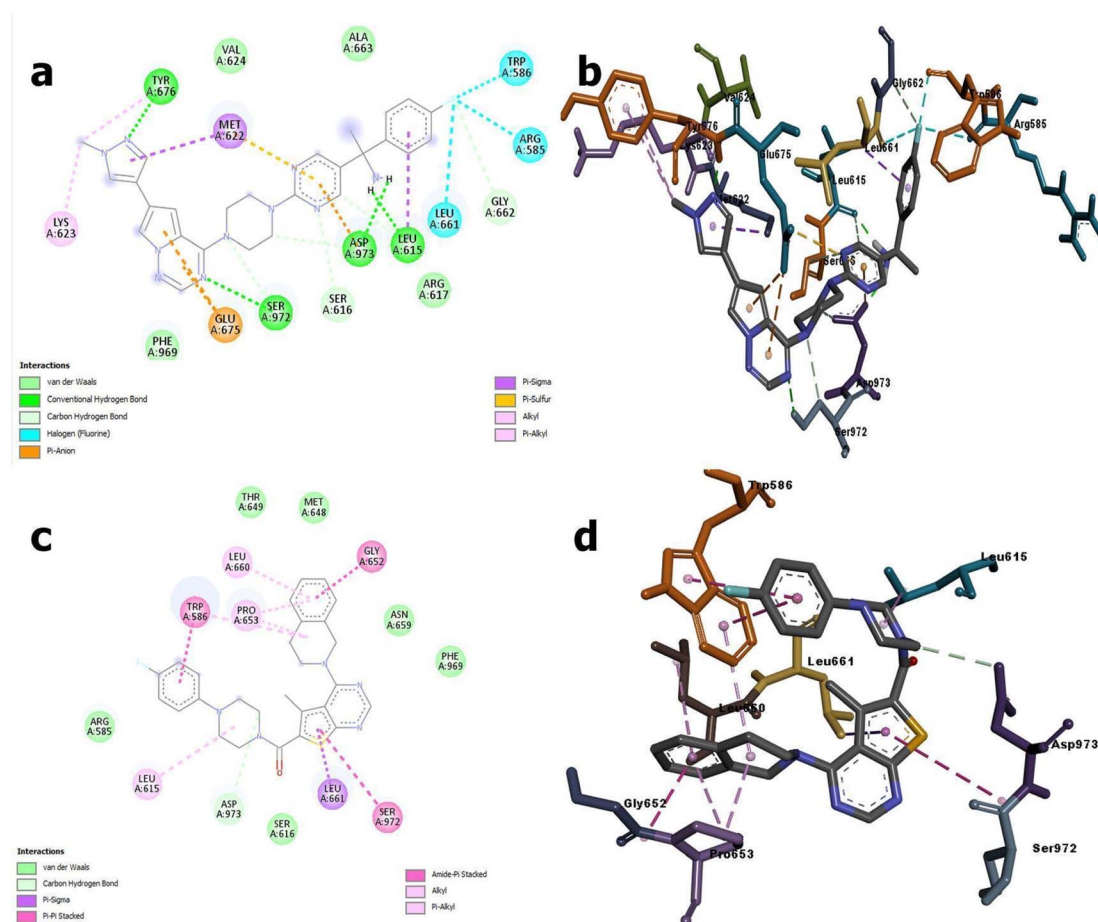 a
VAL
A:624
ALA
A:663
TRP
A:586
TYR
A:676
MET
A:622
ARG
A:585
LYS
A:623
GLY
A:662
LEU
A:661
ASP
A:973
LEU
A:615
SER
A:616
ARG
A:617
SER
A:972
GLU
A:675
PHE
A:969
N
N
N
N
N
N
N
N
N
N
N
H
H
Interactions
van der Waals
Conventional Hydrogen Bond
Carbon Hydrogen Bond
Halogen (Fluorine)
Pi-Anion
Pi-Sigma
Pi-Sulfur
Alkyl
Pi-Alkyl
b
Gly662
Val624
Arg585
Tyr676
Lys623
Glu675
Leu661
Leu615
Asp973
Ser972
c
THR
A:649
MET
A:648
LEU
A:660
GLY
A:652
TRP
A:586
PRO
A:653
ASN
A:659
PHE
A:969
ARG
A:585
LEU
A:615
ASP
A:973
SER
A:616
LEU
A:661
SER
A:972
N
N
N
N
N
S
O
Interactions
van der Waals
Carbon Hydrogen Bond
Pi-Sigma
Pi-Pi Stacked
Amide-Pi Stacked
Alkyl
Pi-Alkyl
d
Trp586
Leu615
Leu661
Leu660
Asp973
Gly652
Pro653
Ser972